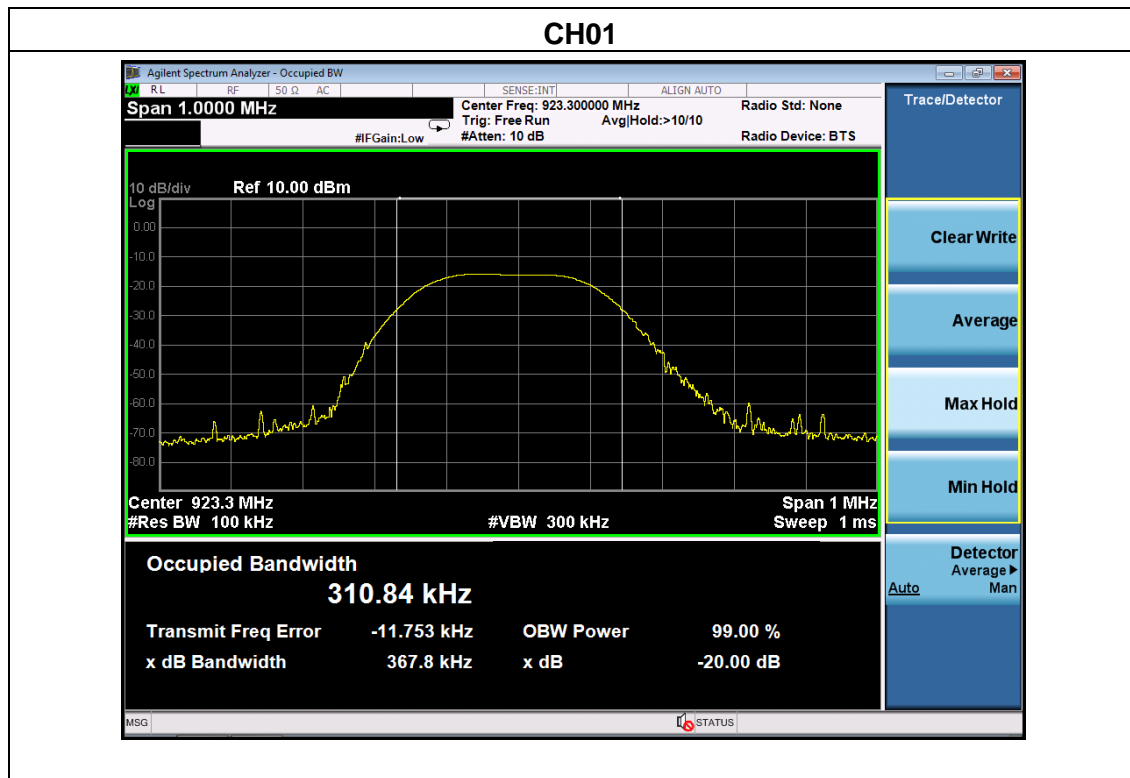 CH01
Agilent Spectrum Analyzer - Occupied BW
LXI RL RF 50 Ω AC SENSE:INT ALIGN AUTO
Span 1.0000 MHz
Center Freq: 923.300000 MHz Radio Std: None
Trig: Free Run Avg|Hold:>10/10
#IFGain:Low #Atten: 10 dB Radio Device: BTS
10 dB/div Ref 10.00 dBm
Log
0.00
-10.0
-20.0
-30.0
-40.0
-50.0
-60.0
-70.0
-80.0
Center 923.3 MHz Span 1 MHz
#Res BW 100 kHz #VBW 300 kHz Sweep 1 ms
Occupied Bandwidth
310.84 kHz
Transmit Freq Error -11.753 kHz OBW Power 99.00 %
x dB Bandwidth 367.8 kHz x dB -20.00 dB
MSG STATUS
Trace/Detector
Clear Write
Average
Max Hold
Min Hold
Detector
Average▶
Auto Man